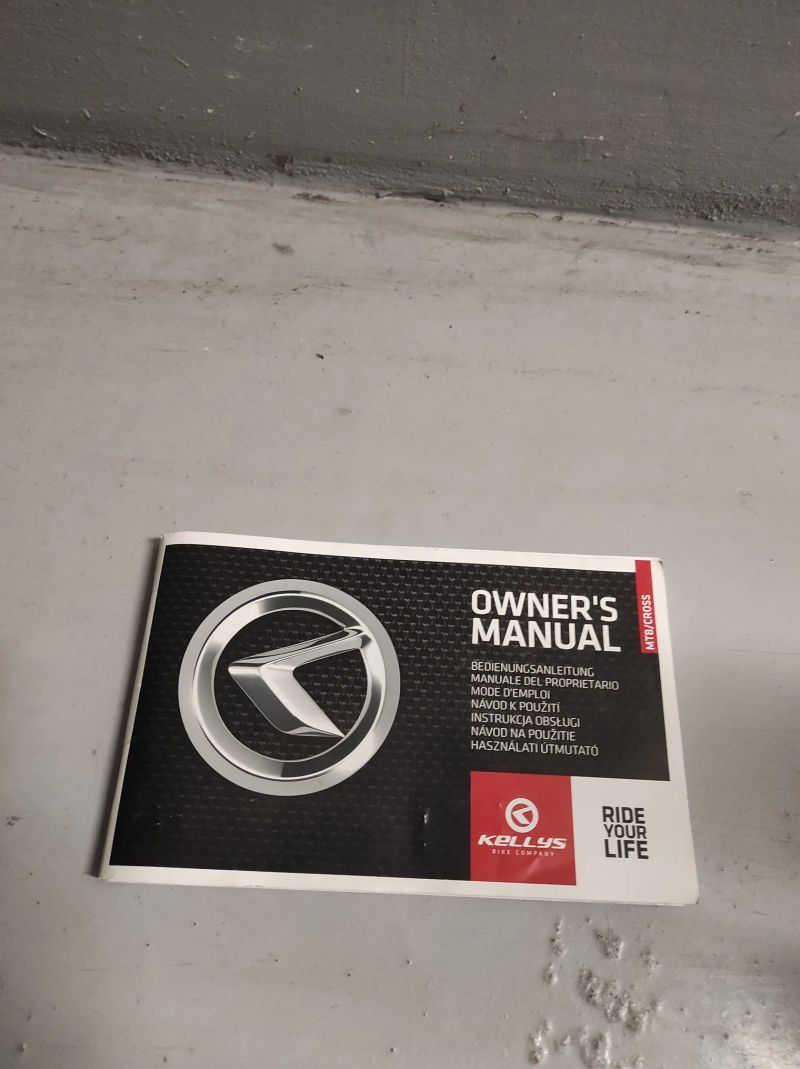 OWNER'S
MANUAL
MTB/CROSS
BEDIENUNGSANLEITUNG
MANUALE DEL PROPRIETARIO
MODE D'EMPLOI
NÁVOD K POUŽITÍ
INSTRUKCJA OBSŁUGI
NÁVOD NA POUŽITIE
HASZNÁLATI ÚTMUTATÓ
KELLYS
BIKE COMPANY
RIDE
YOUR
LIFE